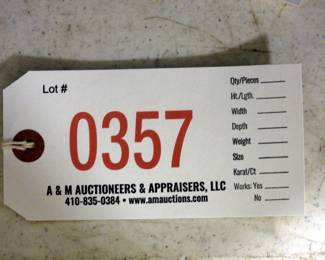 Lot #
0357
Qty/Pieces
Ht./Lgth.
Width
Depth
Weight
Size
Karat/Ct
Works: Yes
No
A & M AUCTIONEERS & APPRAISERS, LLC
410-835-0384 • www.amauctions.com